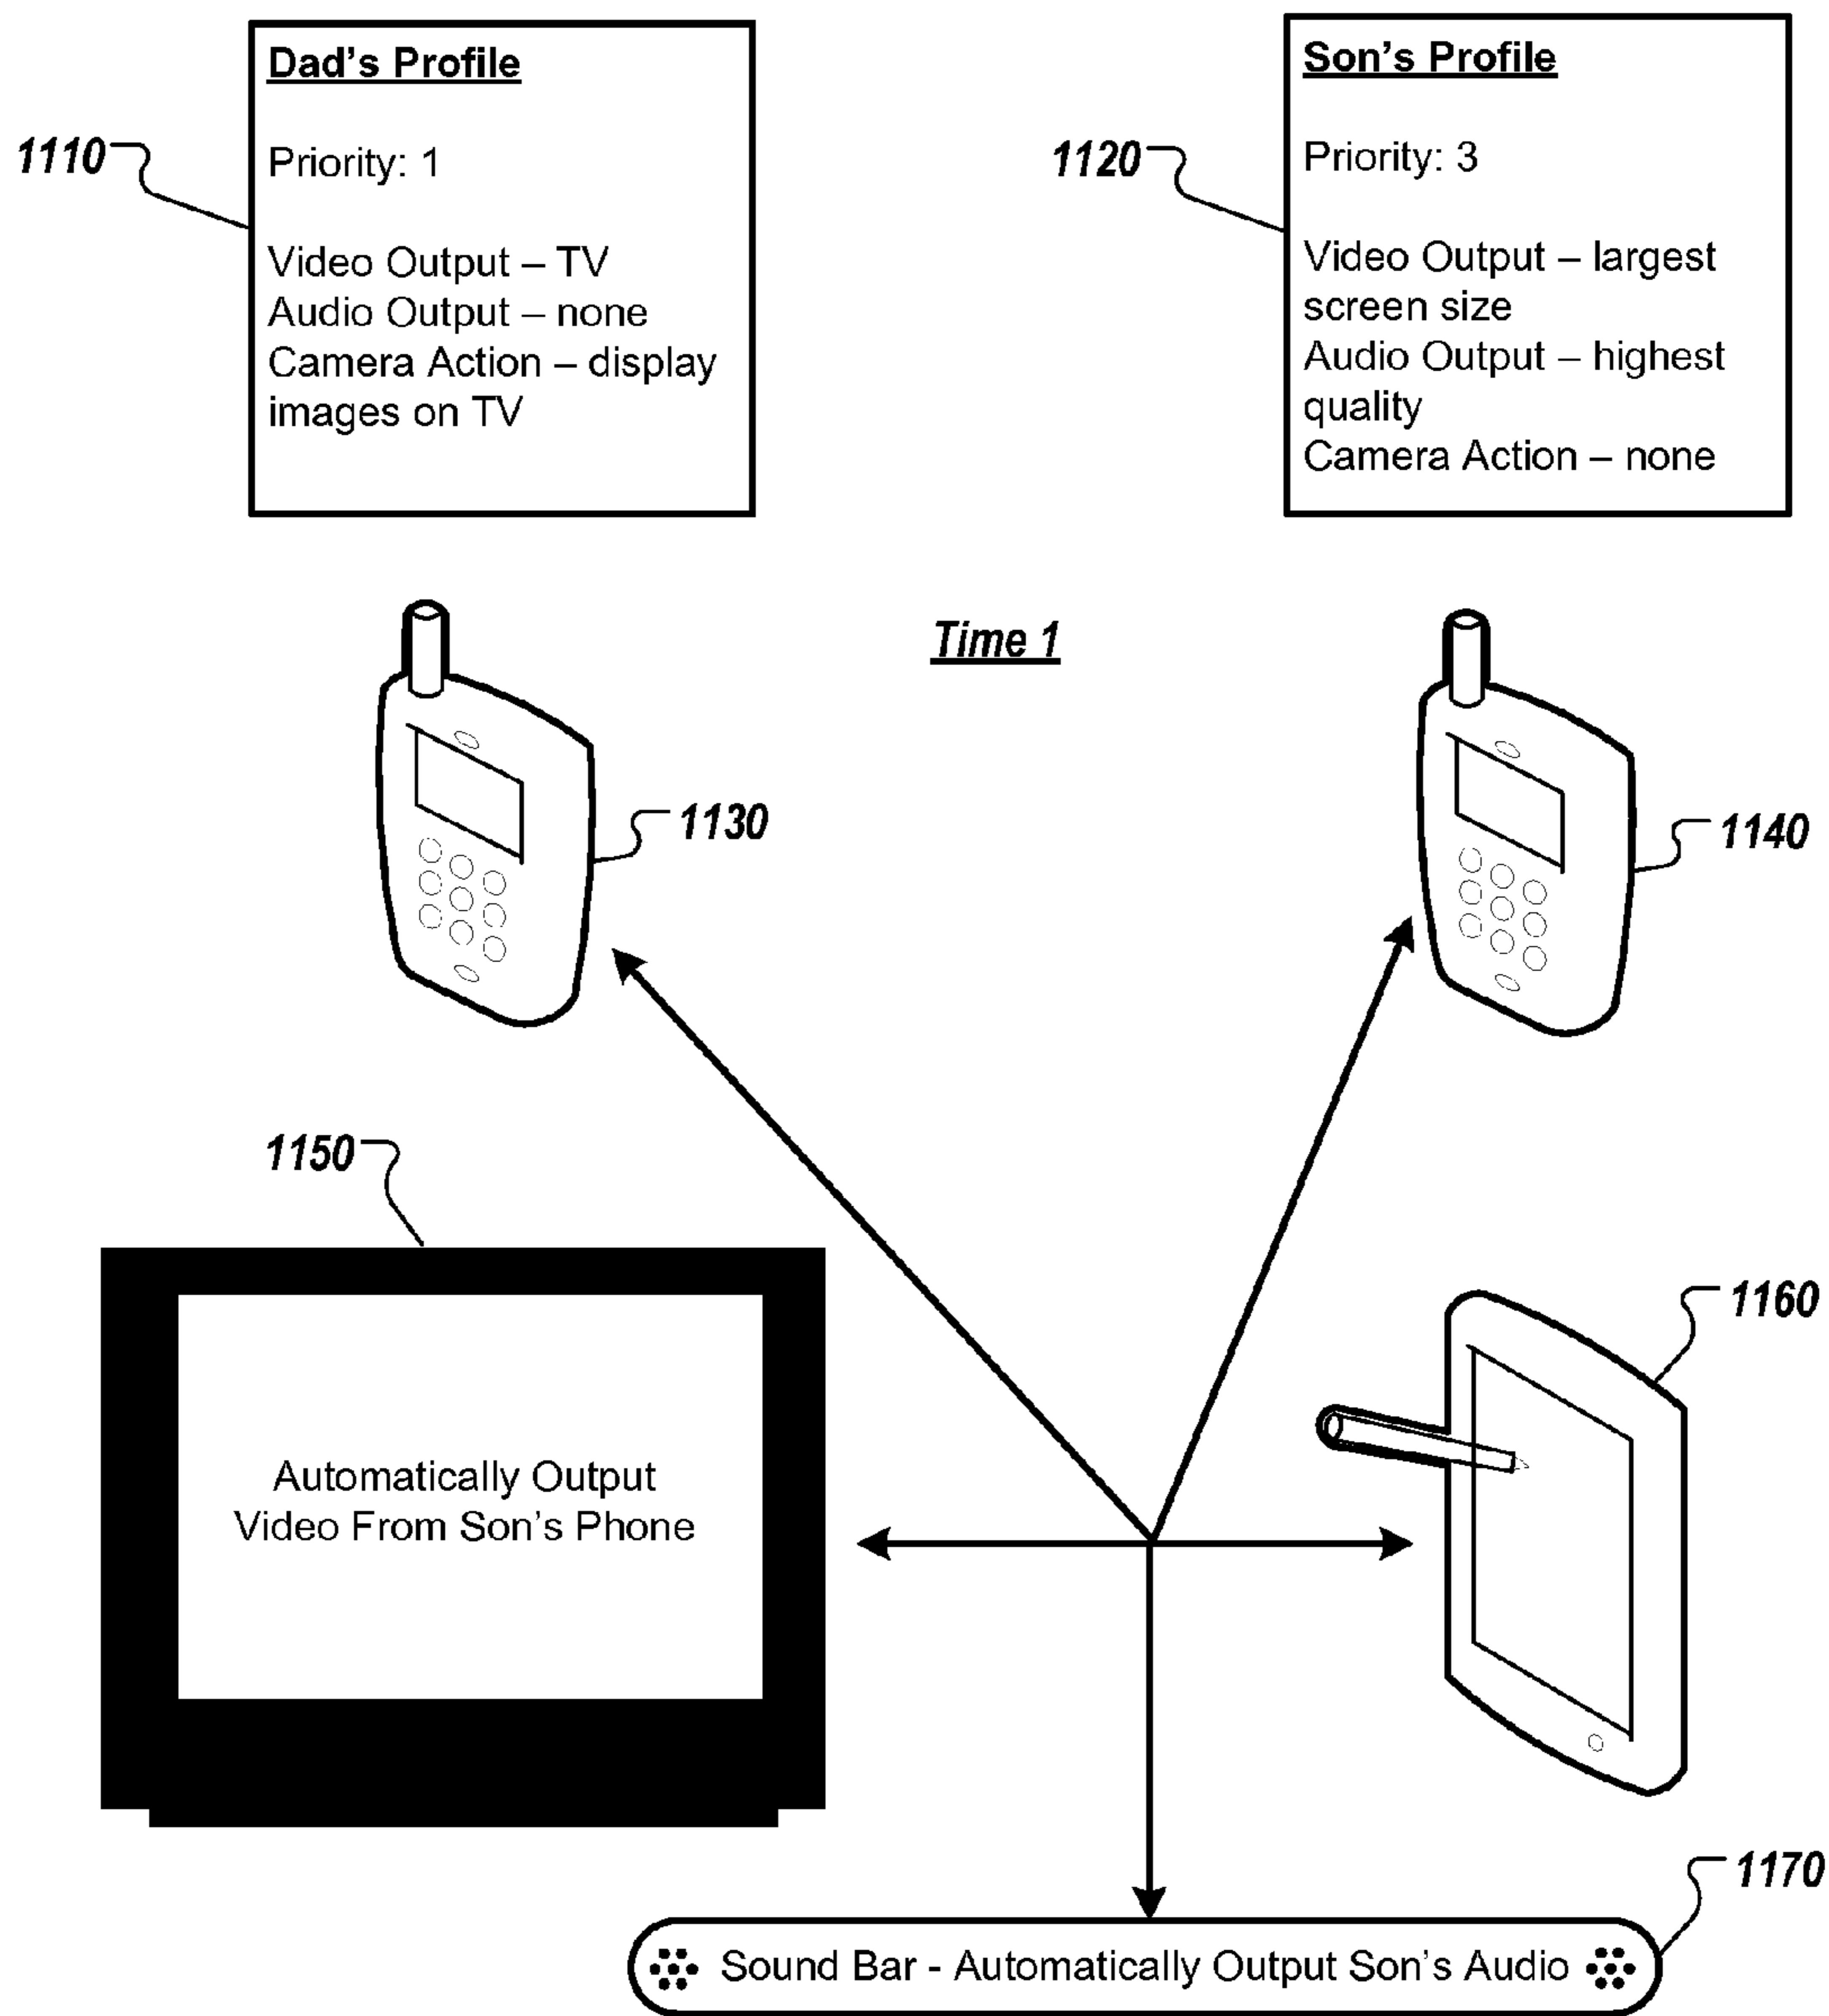 Dad's Profile
Priority: 1
Video Output – TV
Audio Output – none
Camera Action – display
images on TV
1110
Son's Profile
Priority: 3
Video Output – largest
screen size
Audio Output – highest
quality
Camera Action – none
1120
Time 1
1130
1140
1150
Automatically Output
Video From Son's Phone
1160
1170
Sound Bar - Automatically Output Son's Audio